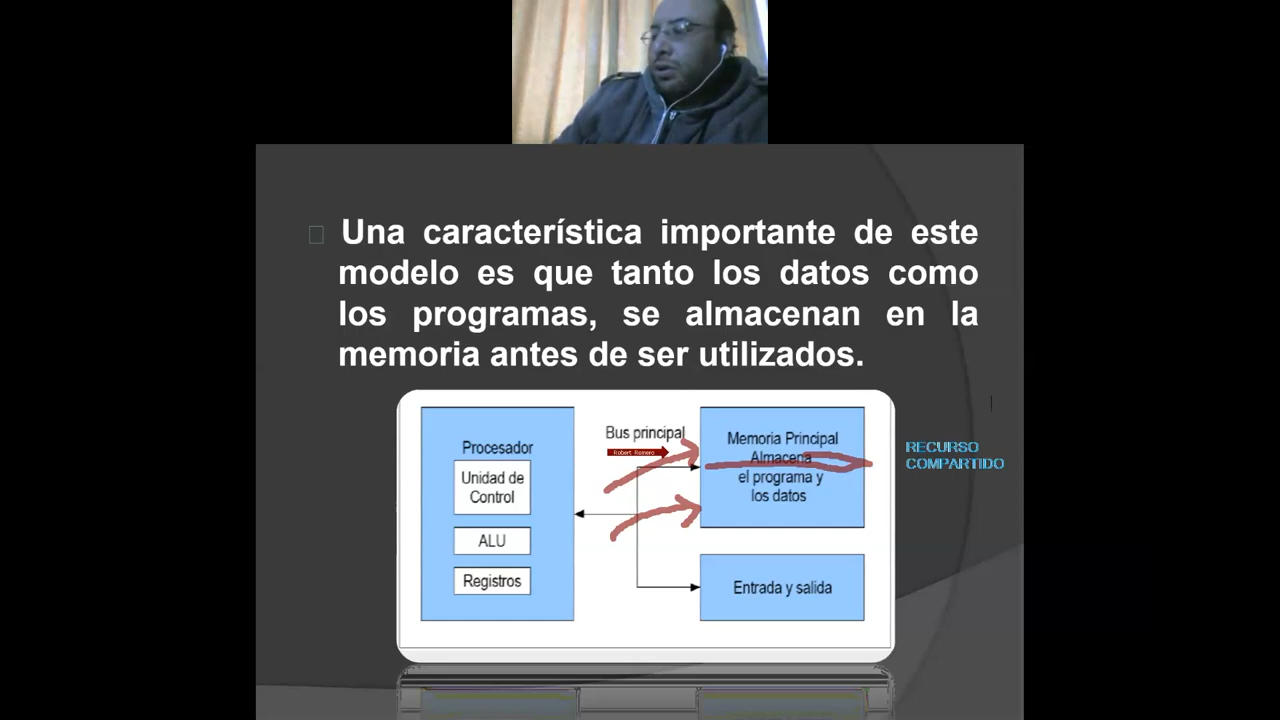 Una característica importante de este
modelo es que tanto los datos como
los programas, se almacenan en la
memoria antes de ser utilizados.
Procesador
Unidad de
Control
ALU
Registros
Bus principal
Robert Romero
Memoria Principal
Almacena
el programa y
los datos
Entrada y salida
RECURSO
COMPARTIDO